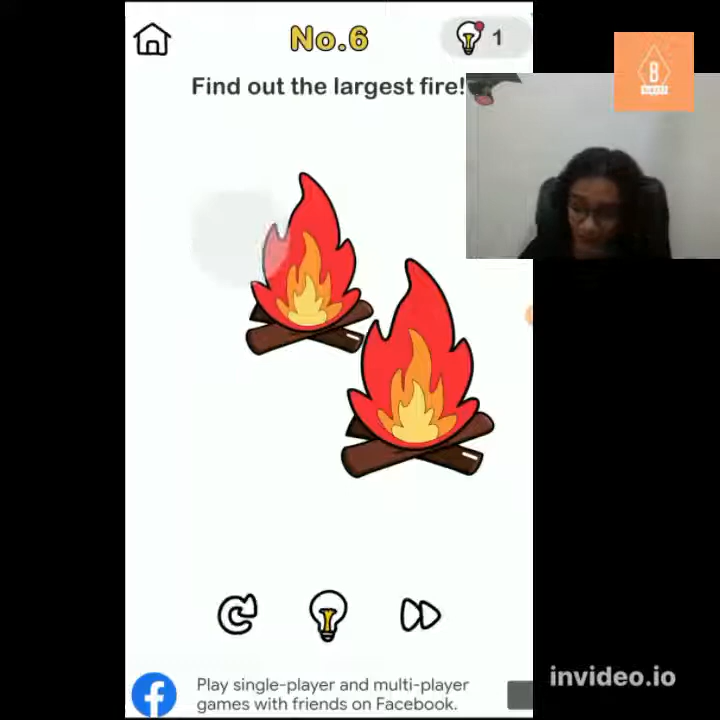 No.6
1
Find out the largest fire!
B
Play single-player and multi-player
games with friends on Facebook.
invideo.io